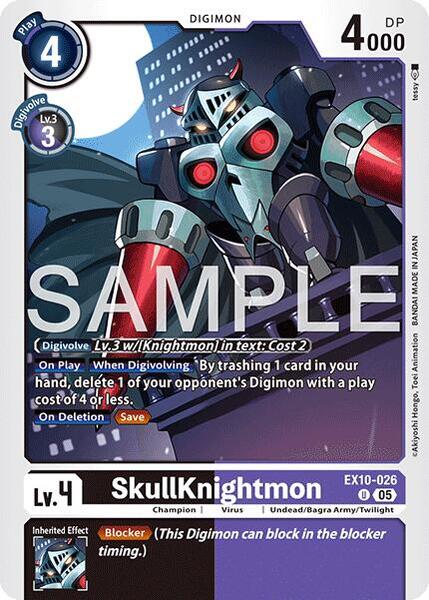 Play
DIGIMON
DP
4
4000
Digivolve
Lv.3
3
tessy
©Akiyoshi Hongo, Toei Animation BANDAI MADE IN JAPAN
SAMPLE
Digivolve Lv.3 w/[Knightmon] in text: Cost 2
On Play When Digivolving "By trashing 1 card in your
hand, delete 1 of your opponent's Digimon with a play
cost of 4 or less.
On Deletion Save
Lv.4
SkullKnightmon
EX10-026
U 05
Champion | Virus | Undead/Bagra Army/Twilight
Inherited Effect
Blocker (This Digimon can block in the blocker
timing.)